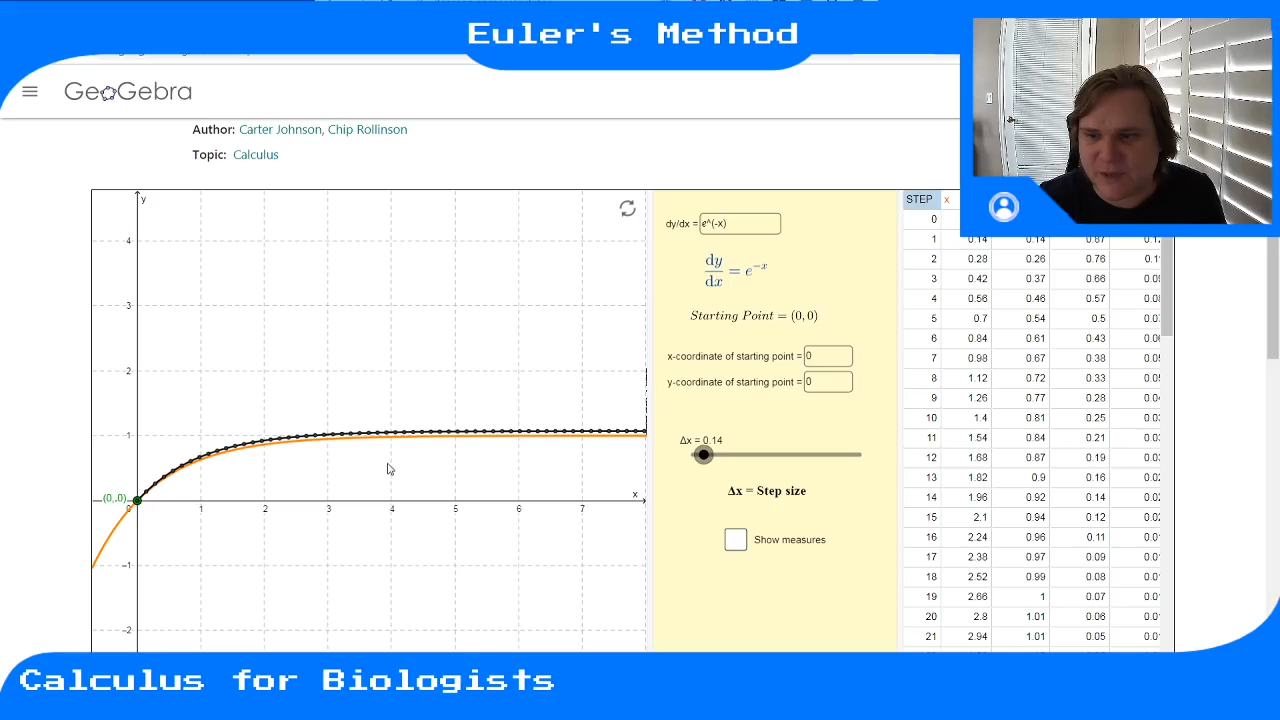 Euler's Method
GeoGebra
Author: Carter Johnson, Chip Rollinson
Topic: Calculus
y
4
3
2
1
(0, 0)
0
1
2
3
4
5
6
7
x
−1
−2
dy/dx = e^(-x)
dy/dx = e^−x
Starting Point = (0, 0)
x-coordinate of starting point = 0
y-coordinate of starting point = 0
Δx = 0.14
Δx = Step size
Show measures
STEP x
0
1 0.14 0.14 0.87
2 0.28 0.26 0.76
3 0.42 0.37 0.66
4 0.56 0.46 0.57
5 0.7 0.54 0.5
6 0.84 0.61 0.43
7 0.98 0.67 0.38
8 1.12 0.72 0.33
9 1.26 0.77 0.28
10 1.4 0.81 0.25
11 1.54 0.84 0.21
12 1.68 0.87 0.19
13 1.82 0.9 0.16
14 1.96 0.92 0.14
15 2.1 0.94 0.12
16 2.24 0.96 0.11
17 2.38 0.97 0.09
18 2.52 0.99 0.08
19 2.66 1 0.07
20 2.8 1.01 0.06
21 2.94 1.01 0.05
Calculus for Biologists